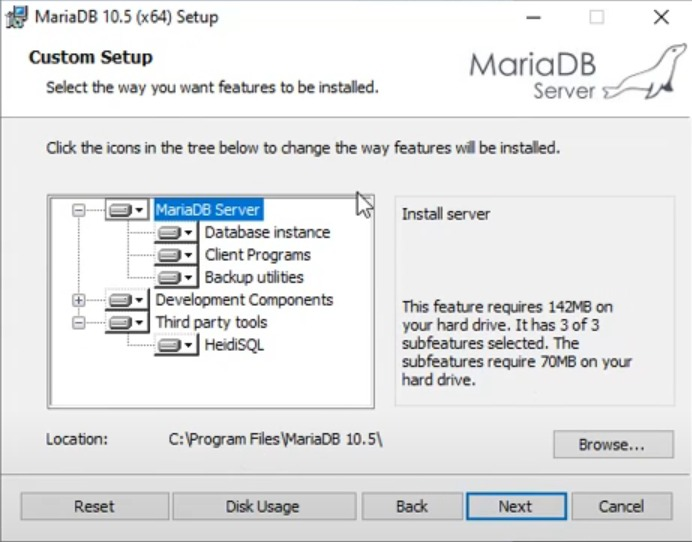 MariaDB 10.5 (x64) Setup
Custom Setup
Select the way you want features to be installed.
MariaDB
Server
Click the icons in the tree below to change the way features will be installed.
MariaDB Server
Database instance
Client Programs
Backup utilities
Development Components
Third party tools
HeidiSQL
Install server
This feature requires 142MB on
your hard drive. It has 3 of 3
subfeatures selected. The
subfeatures require 70MB on your
hard drive.
Location:
C:\Program Files\MariaDB 10.5\
Browse...
Reset
Disk Usage
Back
Next
Cancel